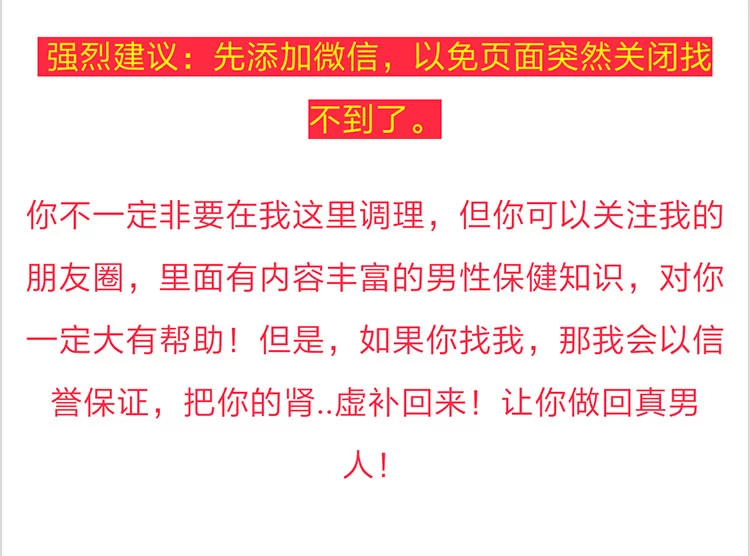 强烈建议：先添加微信，以免页面突然关闭找
不到了。
你不一定非要在我这里调理，但你可以关注我的
朋友圈，里面有内容丰富的男性保健知识，对你
一定大有帮助！但是，如果你找我，那我会以信
誉保证，把你的肾..虚补回来！让你做回真男
人！